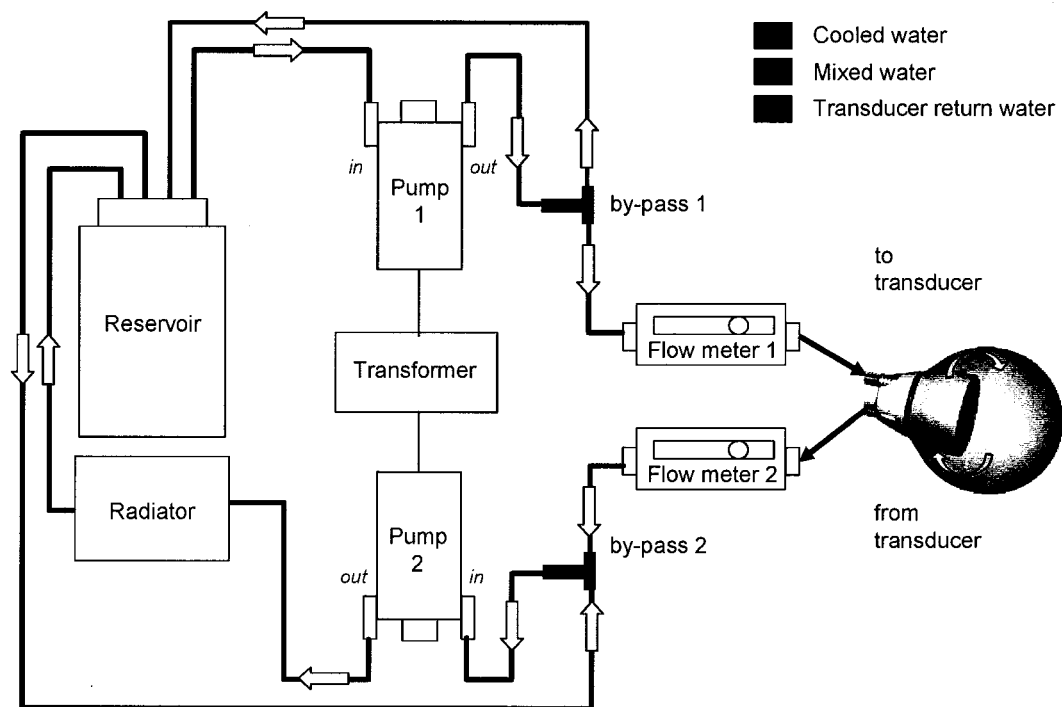 Cooled water
Mixed water
Transducer return water
in
out
Pump
1
by-pass 1
to
transducer
Reservoir
Flow meter 1
Transformer
Flow meter 2
Radiator
Pump
2
from
transducer
by-pass 2
out
in